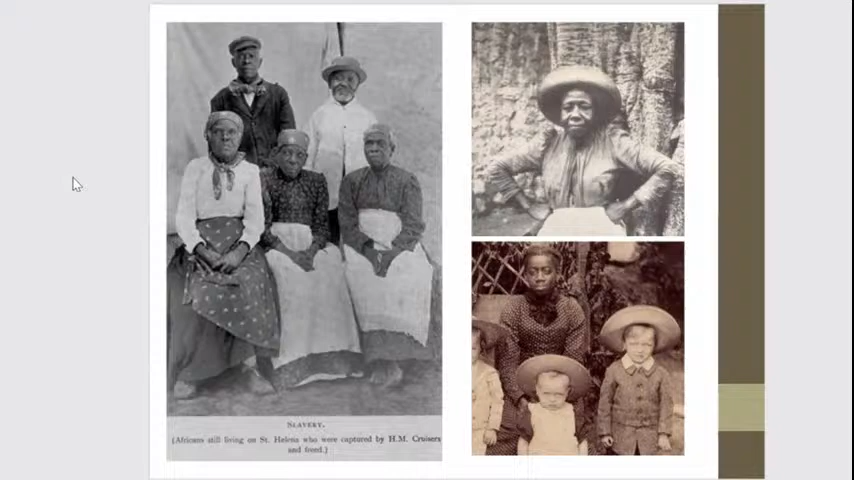 SLAVERY.
(Africans still living on St. Helena who were captured by H.M. Cruisers
and freed.)